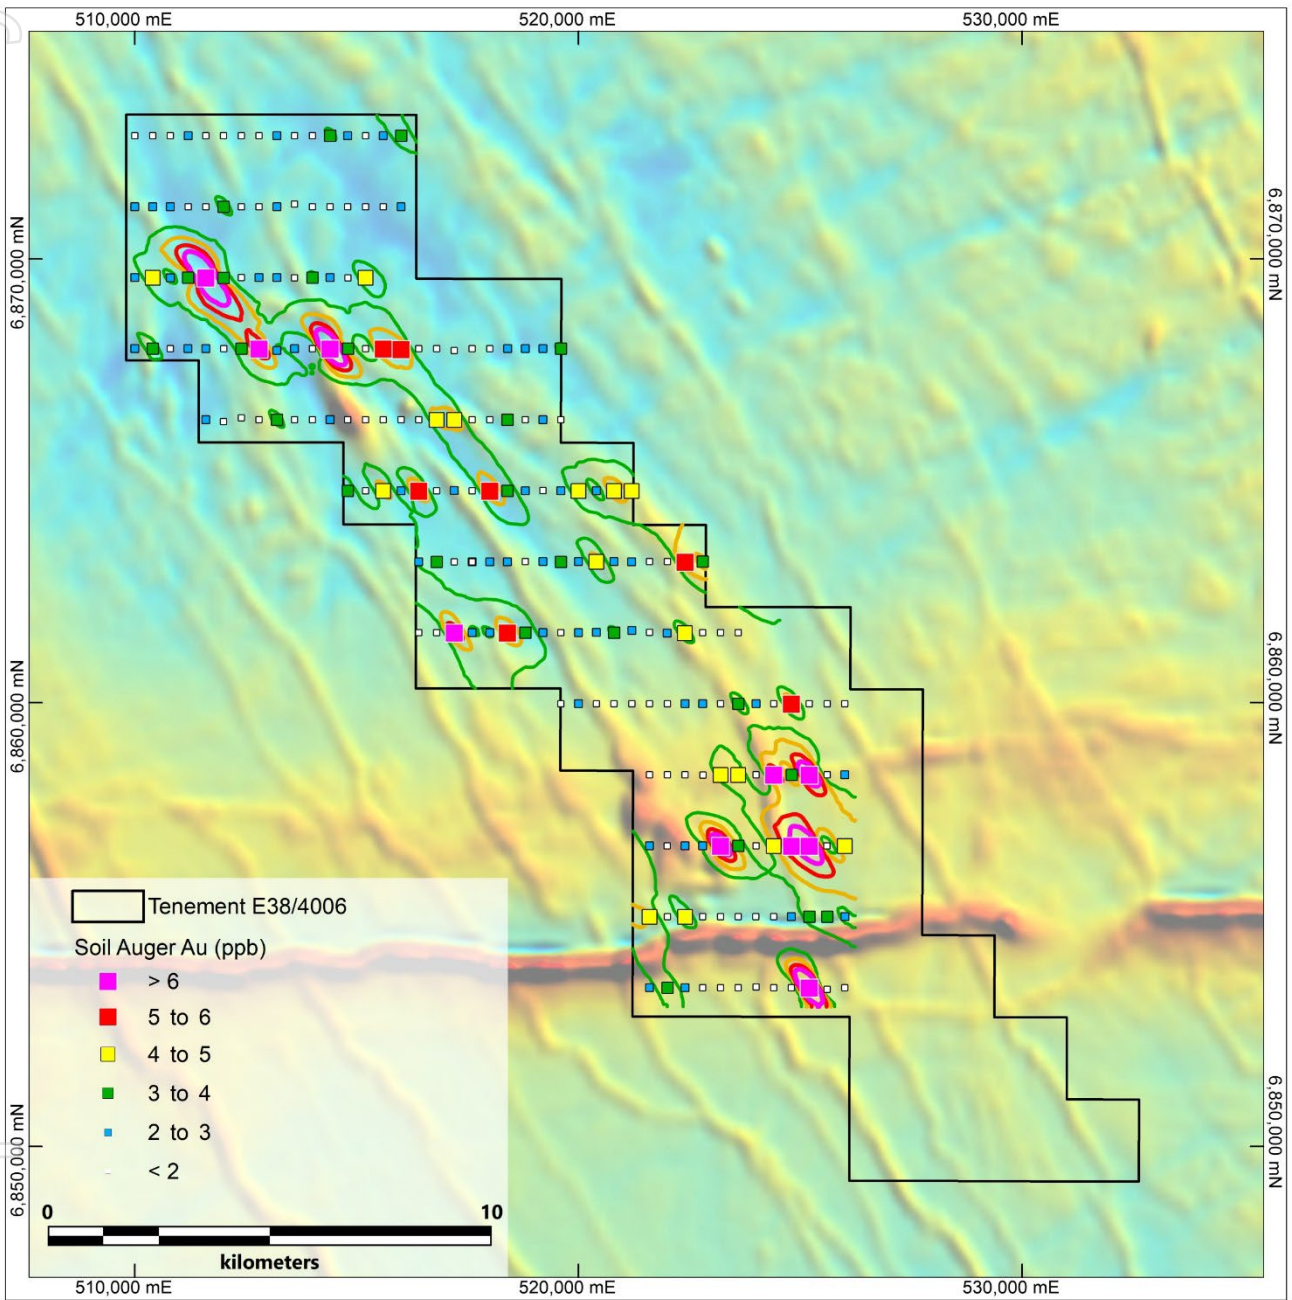 510,000 mE
520,000 mE
530,000 mE
6,870,000 mN
6,870,000 mN
6,860,000 mN
6,860,000 mN
6,850,000 mN
6,850,000 mN
Tenement E38/4006
Soil Auger Au (ppb)
> 6
5 to 6
4 to 5
3 to 4
2 to 3
< 2
0 10
kilometers
510,000 mE
520,000 mE
530,000 mE